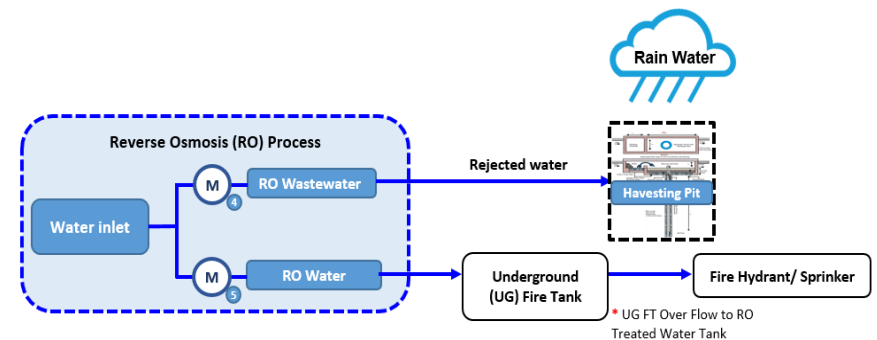 Rain Water
Reverse Osmosis (RO) Process
Rejected water
M
RO Wastewater
4
Havesting Pit
Water inlet
M
RO Water
5
Underground
(UG) Fire Tank
Fire Hydrant/ Sprinker
* UG FT Over Flow to RO
Treated Water Tank